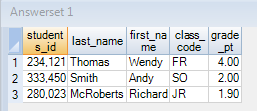 Answerset 1
students_id last_name first_name class_code grade_pt
1 234,121 Thomas Wendy FR 4.00
2 333,450 Smith Andy SO 2.00
3 280,023 McRoberts Richard JR 1.90